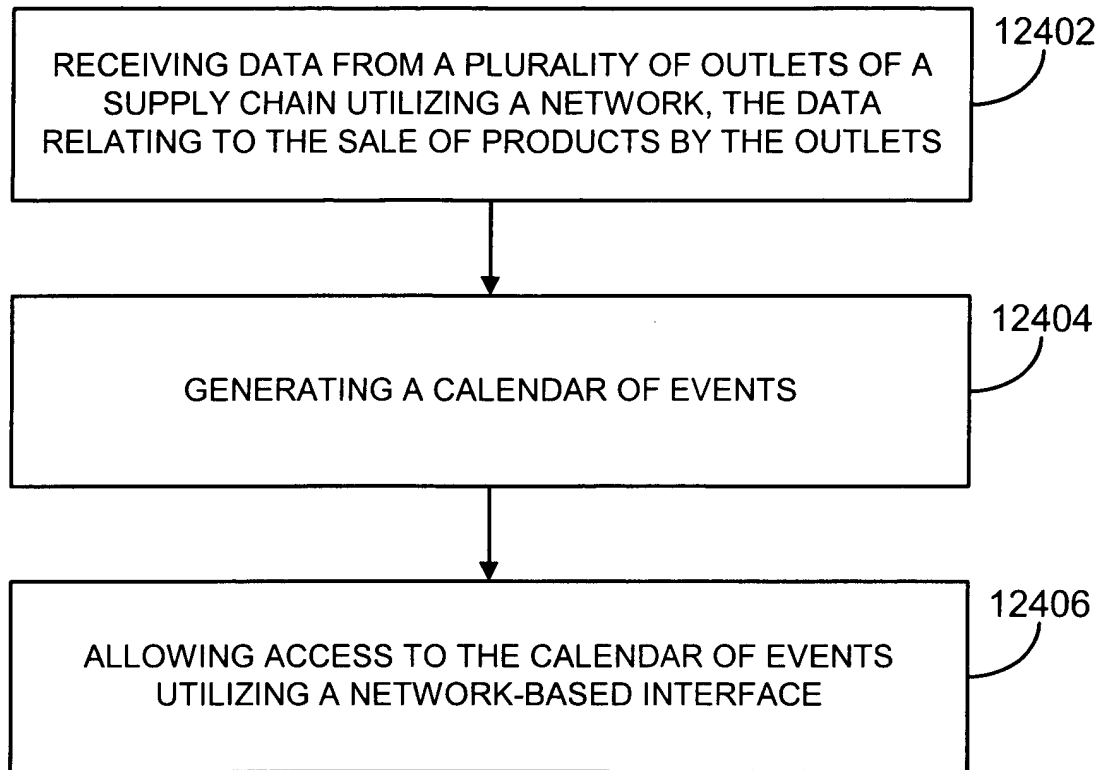 12402
RECEIVING DATA FROM A PLURALITY OF OUTLETS OF A
SUPPLY CHAIN UTILIZING A NETWORK, THE DATA
RELATING TO THE SALE OF PRODUCTS BY THE OUTLETS
12404
GENERATING A CALENDAR OF EVENTS
12406
ALLOWING ACCESS TO THE CALENDAR OF EVENTS
UTILIZING A NETWORK-BASED INTERFACE